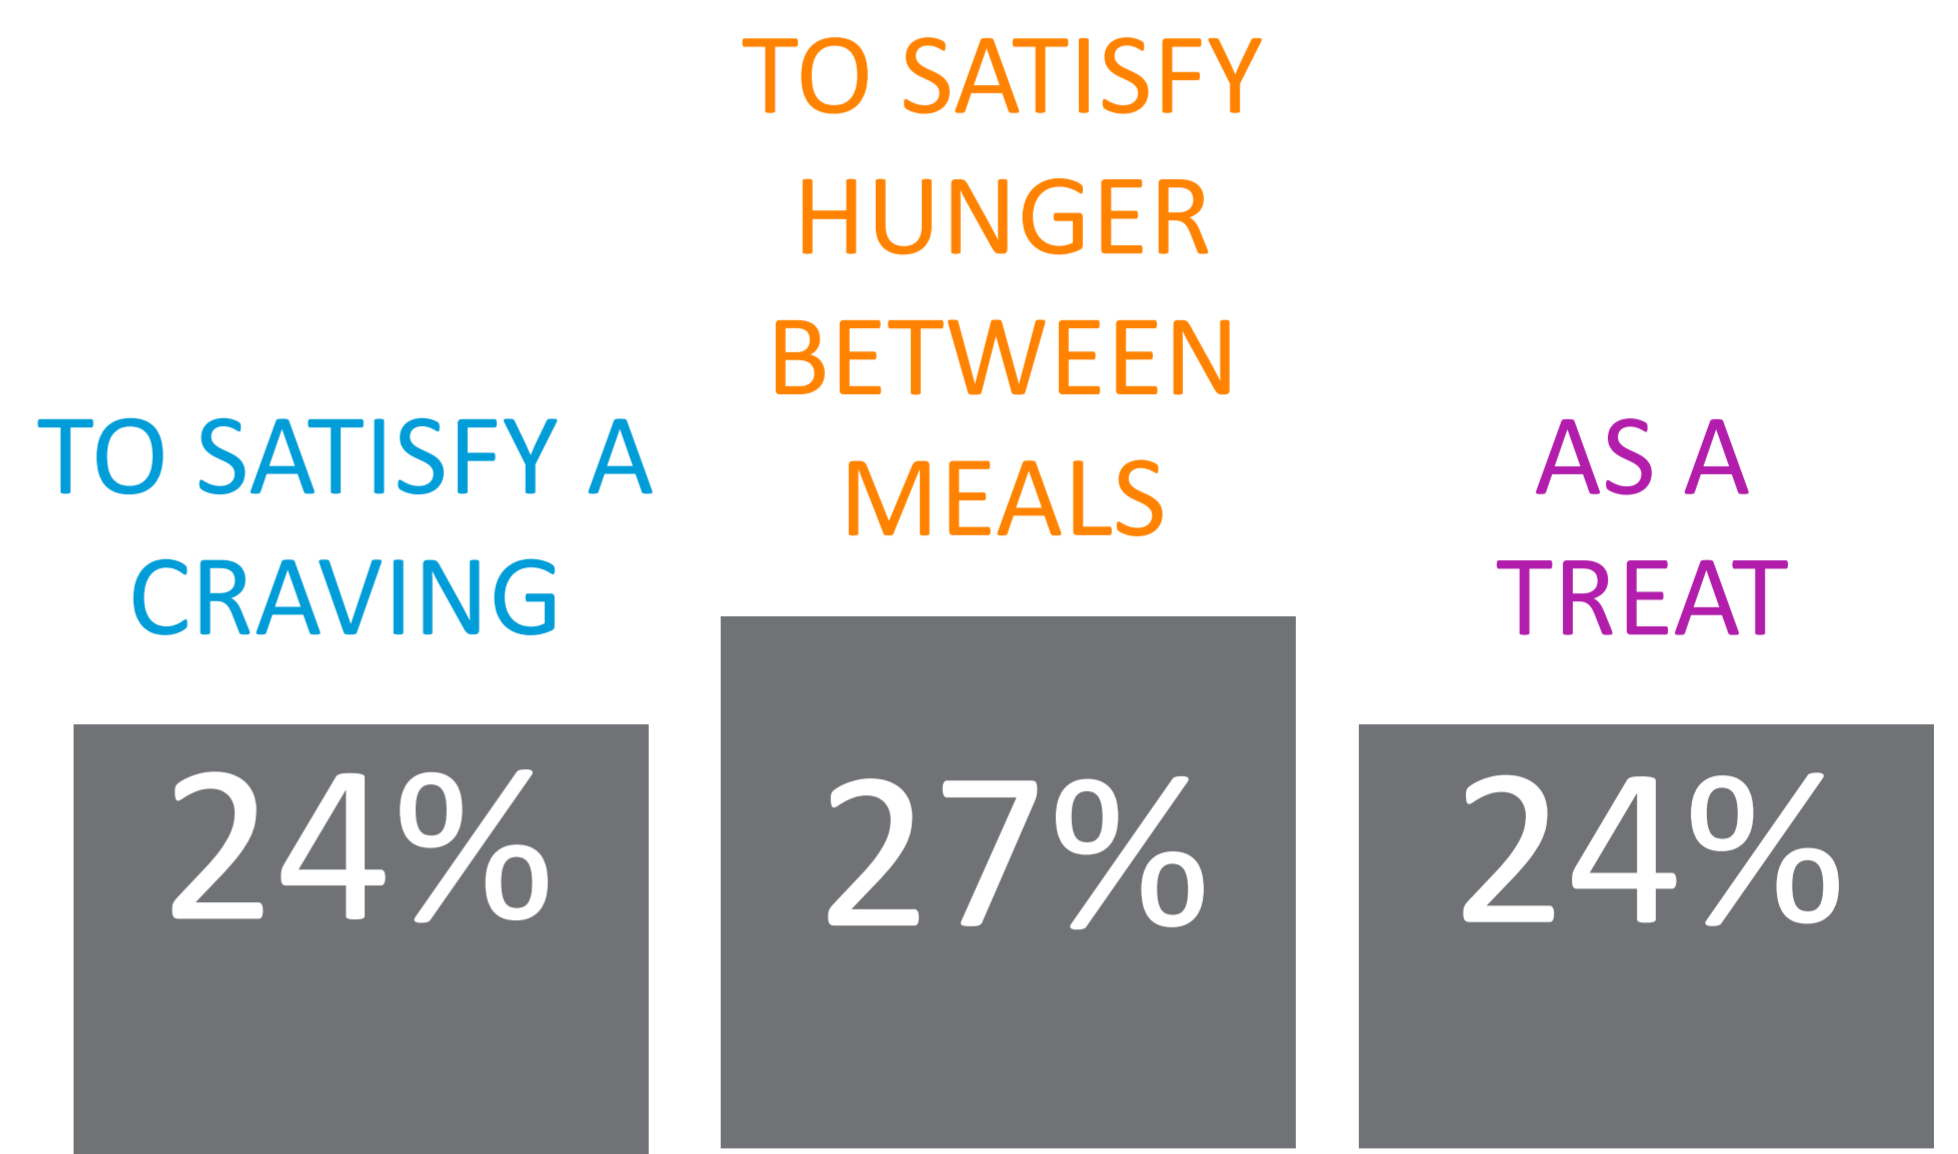 TO SATISFY A
CRAVING
24%
TO SATISFY
HUNGER
BETWEEN
MEALS
27%
AS A
TREAT
24%